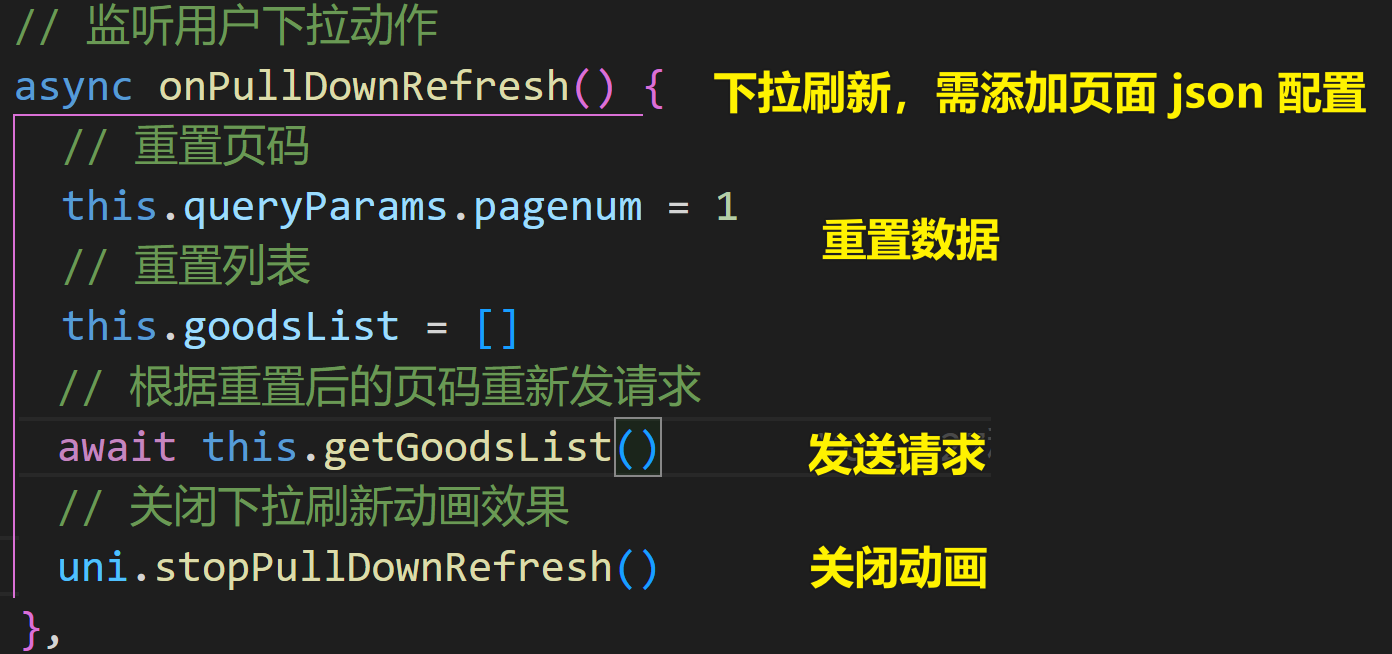 // 监听用户下拉动作
async onPullDownRefresh() { 下拉刷新，需添加页面 json 配置
// 重置页码
this.queryParams.pagenum = 1
重置数据
// 重置列表
this.goodsList = []
// 根据重置后的页码重新发请求
await this.getGoodsList() 发送请求
// 关闭下拉刷新动画效果
uni.stopPullDownRefresh() 关闭动画
},